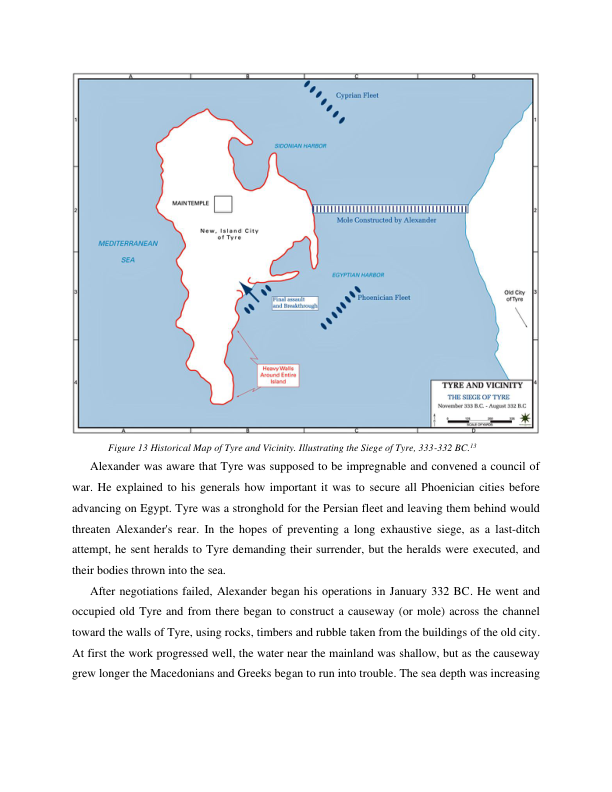 A B C D
1 1
Cyprian Fleet
SIDONIAN HARBOR
MAIN TEMPLE
2 2
Mole Constructed by Alexander
New, Island City
of Tyre
MEDITERRANEAN
SEA
EGYPTIAN HARBOR
3 3
Final assault
and Breakthrough
Phoenician Fleet
Old City
of Tyre
Heavy Walls
Around Entire
Island
4 4
TYRE AND VICINITY
THE SIEGE OF TYRE
November 333 B.C. - August 332 B.C
SCALE OF YARDS
A B C D
Figure 13 Historical Map of Tyre and Vicinity. Illustrating the Siege of Tyre, 333-332 BC.13
Alexander was aware that Tyre was supposed to be impregnable and convened a council of
war. He explained to his generals how important it was to secure all Phoenician cities before
advancing on Egypt. Tyre was a stronghold for the Persian fleet and leaving them behind would
threaten Alexander's rear. In the hopes of preventing a long exhaustive siege, as a last-ditch
attempt, he sent heralds to Tyre demanding their surrender, but the heralds were executed, and
their bodies thrown into the sea.
After negotiations failed, Alexander began his operations in January 332 BC. He went and
occupied old Tyre and from there began to construct a causeway (or mole) across the channel
toward the walls of Tyre, using rocks, timbers and rubble taken from the buildings of the old city.
At first the work progressed well, the water near the mainland was shallow, but as the causeway
grew longer the Macedonians and Greeks began to run into trouble. The sea depth was increasing